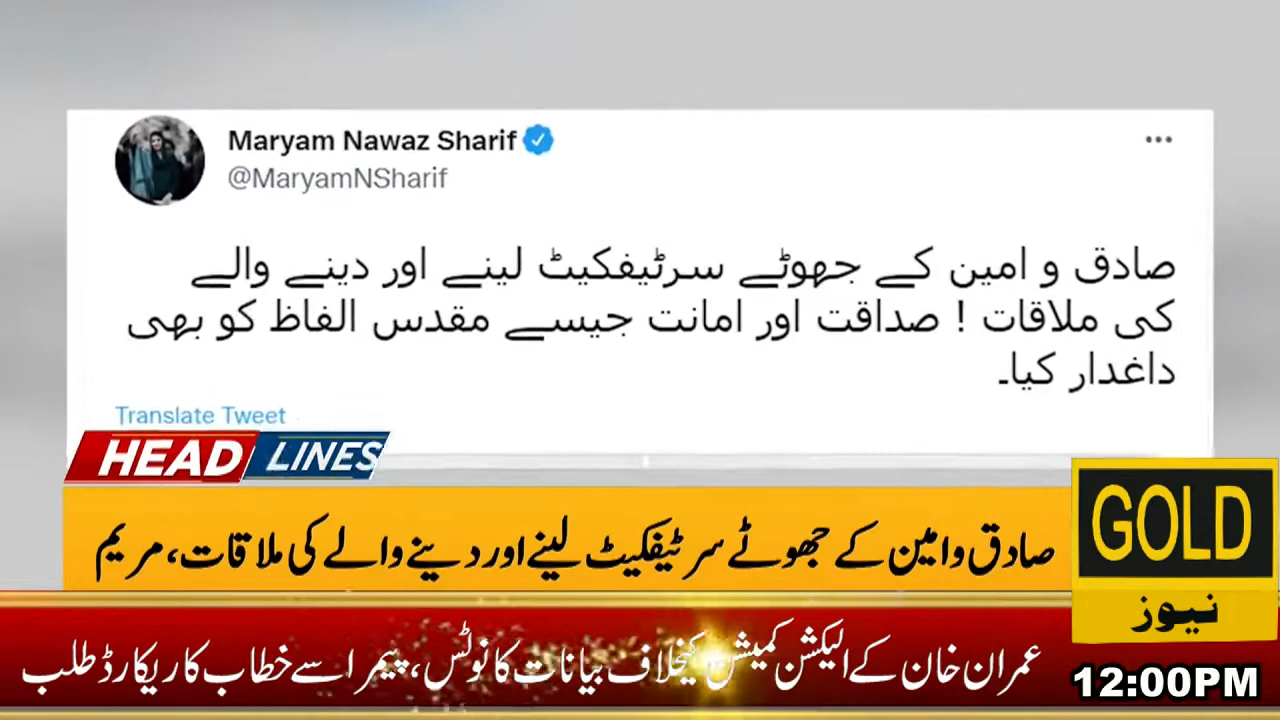 Maryam Nawaz Sharif
@MaryamNSharif
صادق و امین کے جھوٹے سرٹیفکیٹ لینے اور دینے والے
کی ملاقات ! صداقت اور امانت جیسے مقدس الفاظ کو بھی
داغدار کیا۔
Translate Tweet
HEAD LINES
صادق و امین کے جھوٹے سرٹیفکیٹ لینے اور دینے والے کی ملاقات، مریم
GOLD
نیوز
عمران خان کے الیکشن کمیشن کیخلاف بیانات کا نوٹس، پیمرا سے خطاب کا ریکارڈ طلب
12:00PM